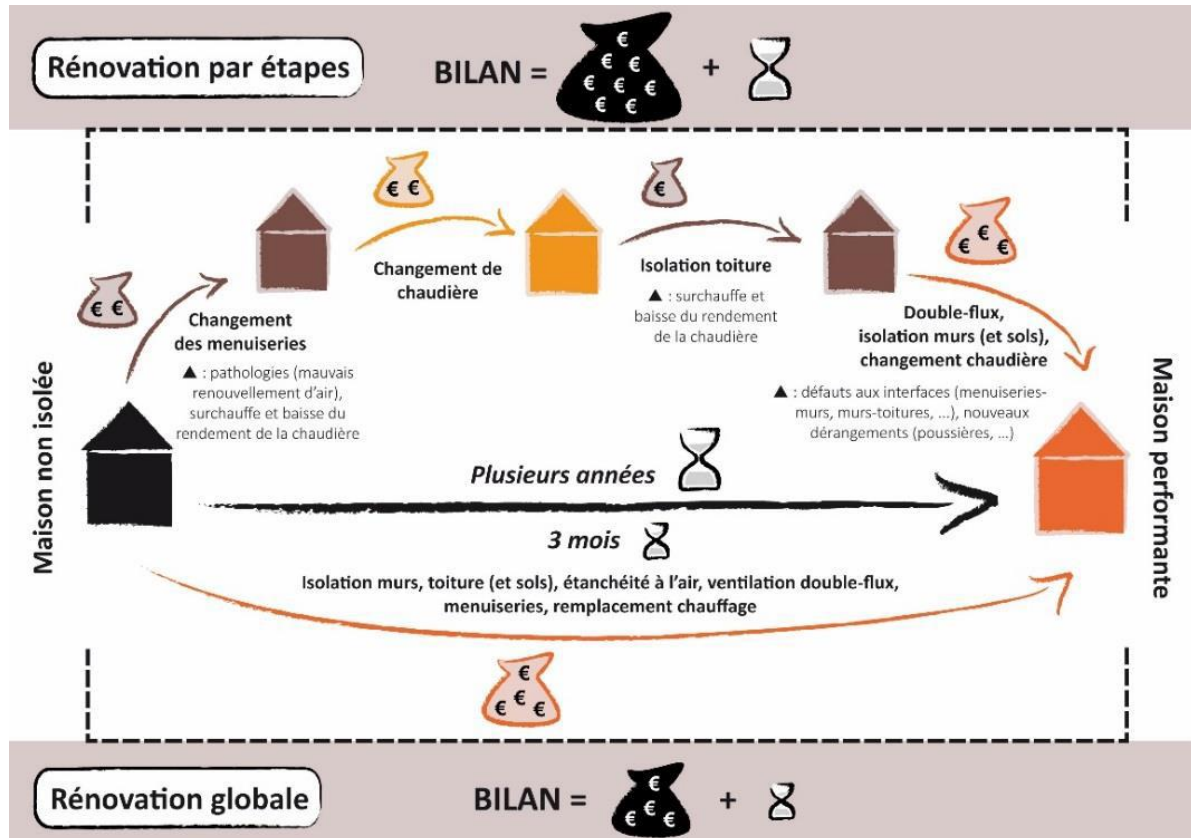 Rénovation par étapes
BILAN =
€
€ €
€ € €
€ €
+
€ €
Changement de
chaudière
€
Isolation toiture
▲ : surchauffe et
baisse du rendement
de la chaudière
€ € €
Double-flux,
isolation murs (et sols),
changement chaudière
▲ : défauts aux interfaces (menuiseries-
murs, murs-toitures, ...), nouveaux
dérangements (poussières, ...)
€ €
Changement
des menuiseries
▲ : pathologies (mauvais
renouvellement d'air),
surchauffe et baisse du
rendement de la chaudière
Maison non isolée
Maison performante
Plusieurs années
3 mois
Isolation murs, toiture (et sols), étanchéité à l'air, ventilation double-flux,
menuiseries, remplacement chauffage
€
€ € €
Rénovation globale
BILAN =
€
€ € €
+